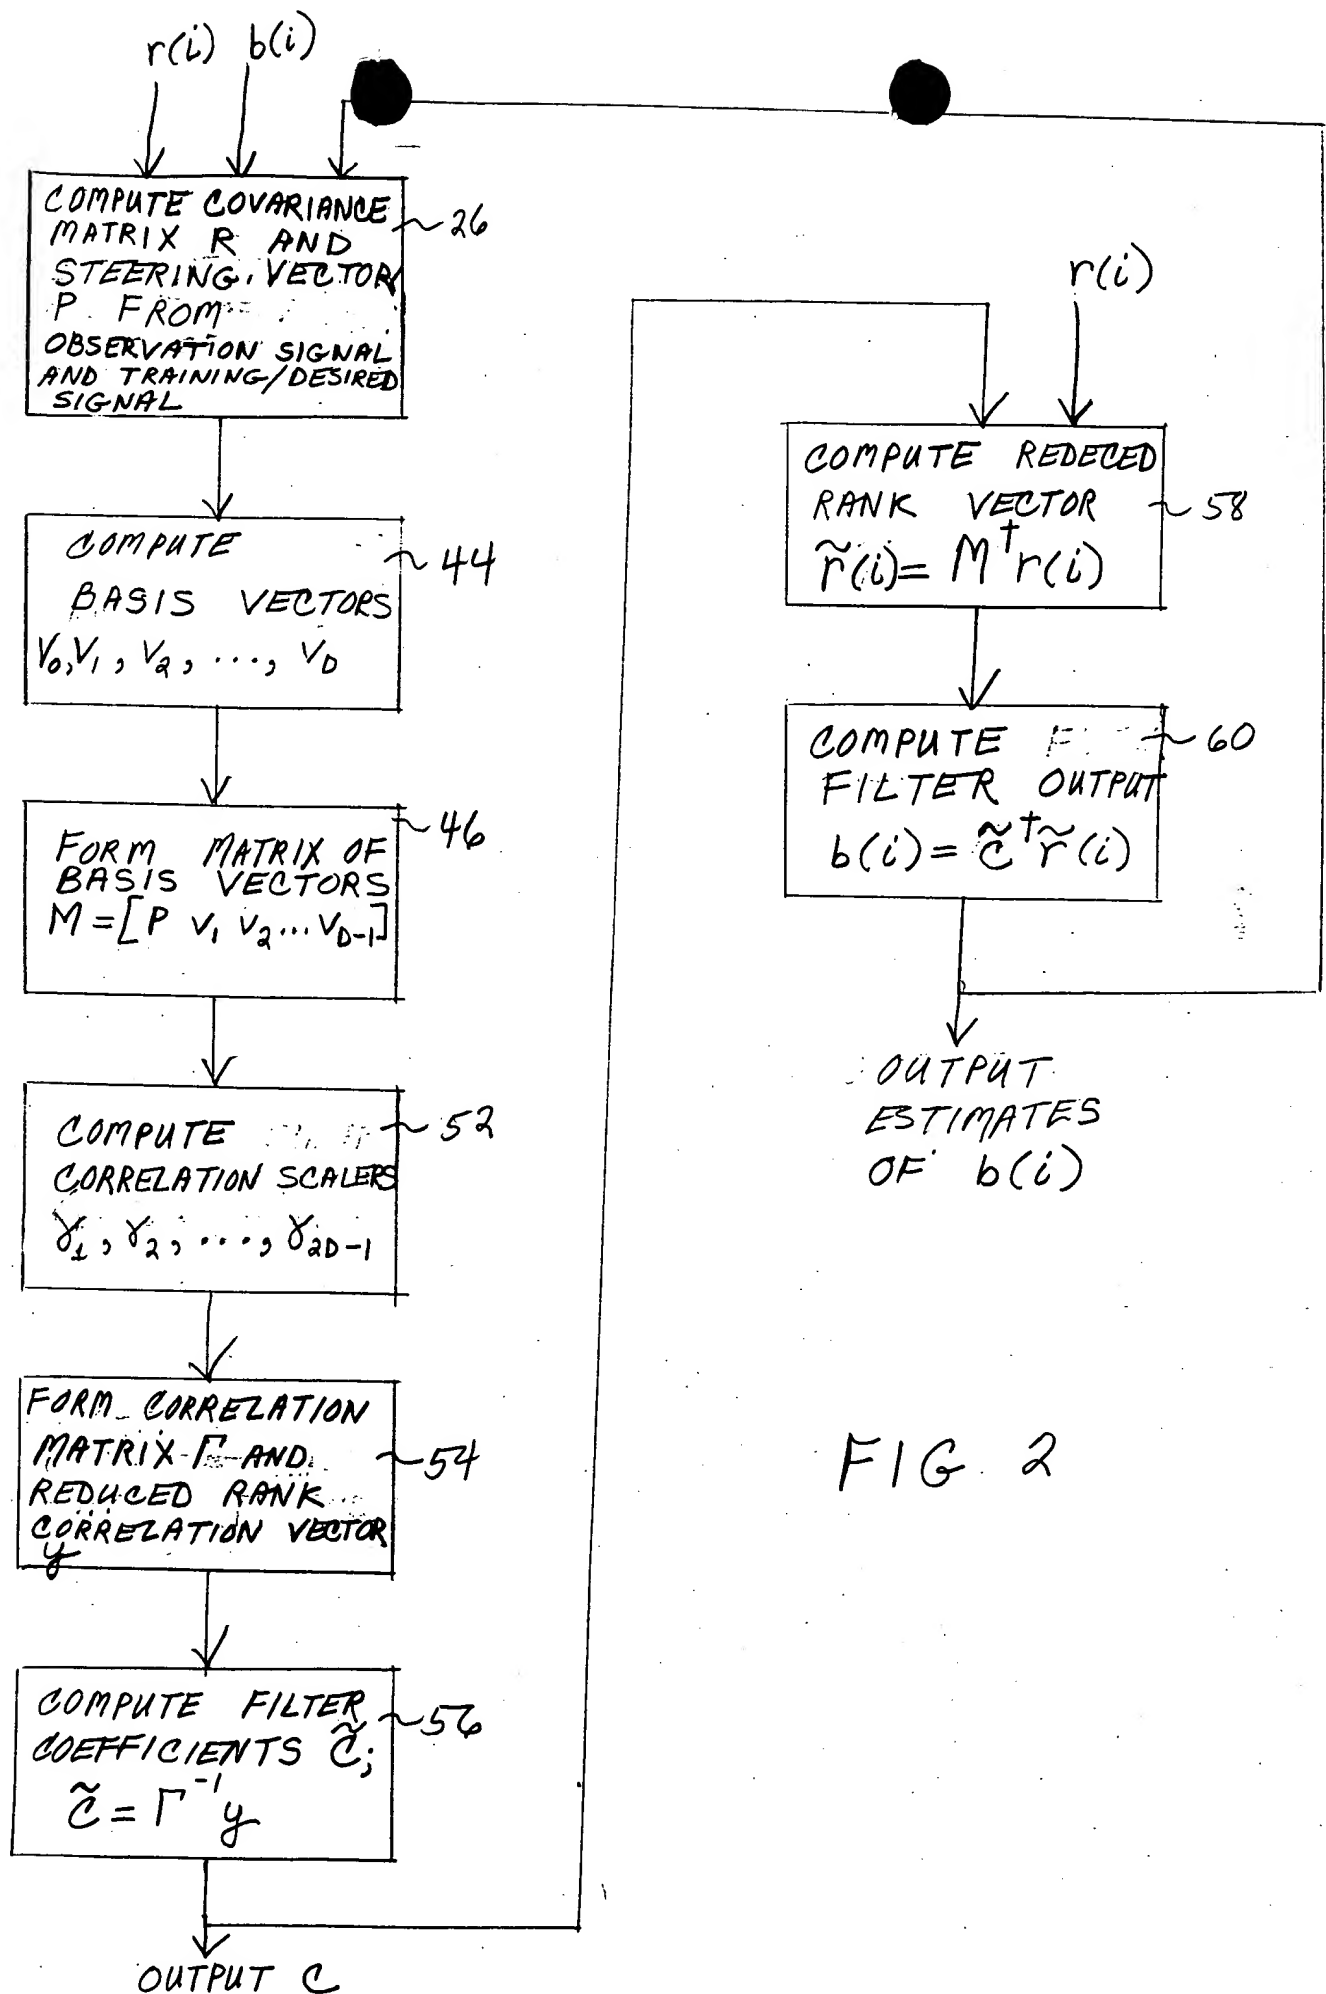 r(i) b(i)
COMPUTE COVARIANCE
MATRIX R AND
STEERING VECTOR
P FROM
OBSERVATION SIGNAL
AND TRAINING/DESIRED
SIGNAL
26
COMPUTE
BASIS VECTORS
V₀,V₁, V₂, ..., V_D
44
FORM MATRIX OF
BASIS VECTORS
M=[P V₁ V₂...V_D-1]
46
COMPUTE
CORRELATION SCALERS
γ₁, γ₂, ..., γ_2D-1
52
FORM CORRELATION
MATRIX Γ AND
REDUCED RANK
CORRELATION VECTOR
y
54
COMPUTE FILTER
COEFFICIENTS c̃;
c̃ = Γ⁻¹y
56
OUTPUT C
r(i)
COMPUTE REDECED
RANK VECTOR
r̃(i)= M†r(i)
58
COMPUTE
FILTER OUTPUT
b(i)= c̃†r̃(i)
60
OUTPUT
ESTIMATES
OF b(i)
FIG 2